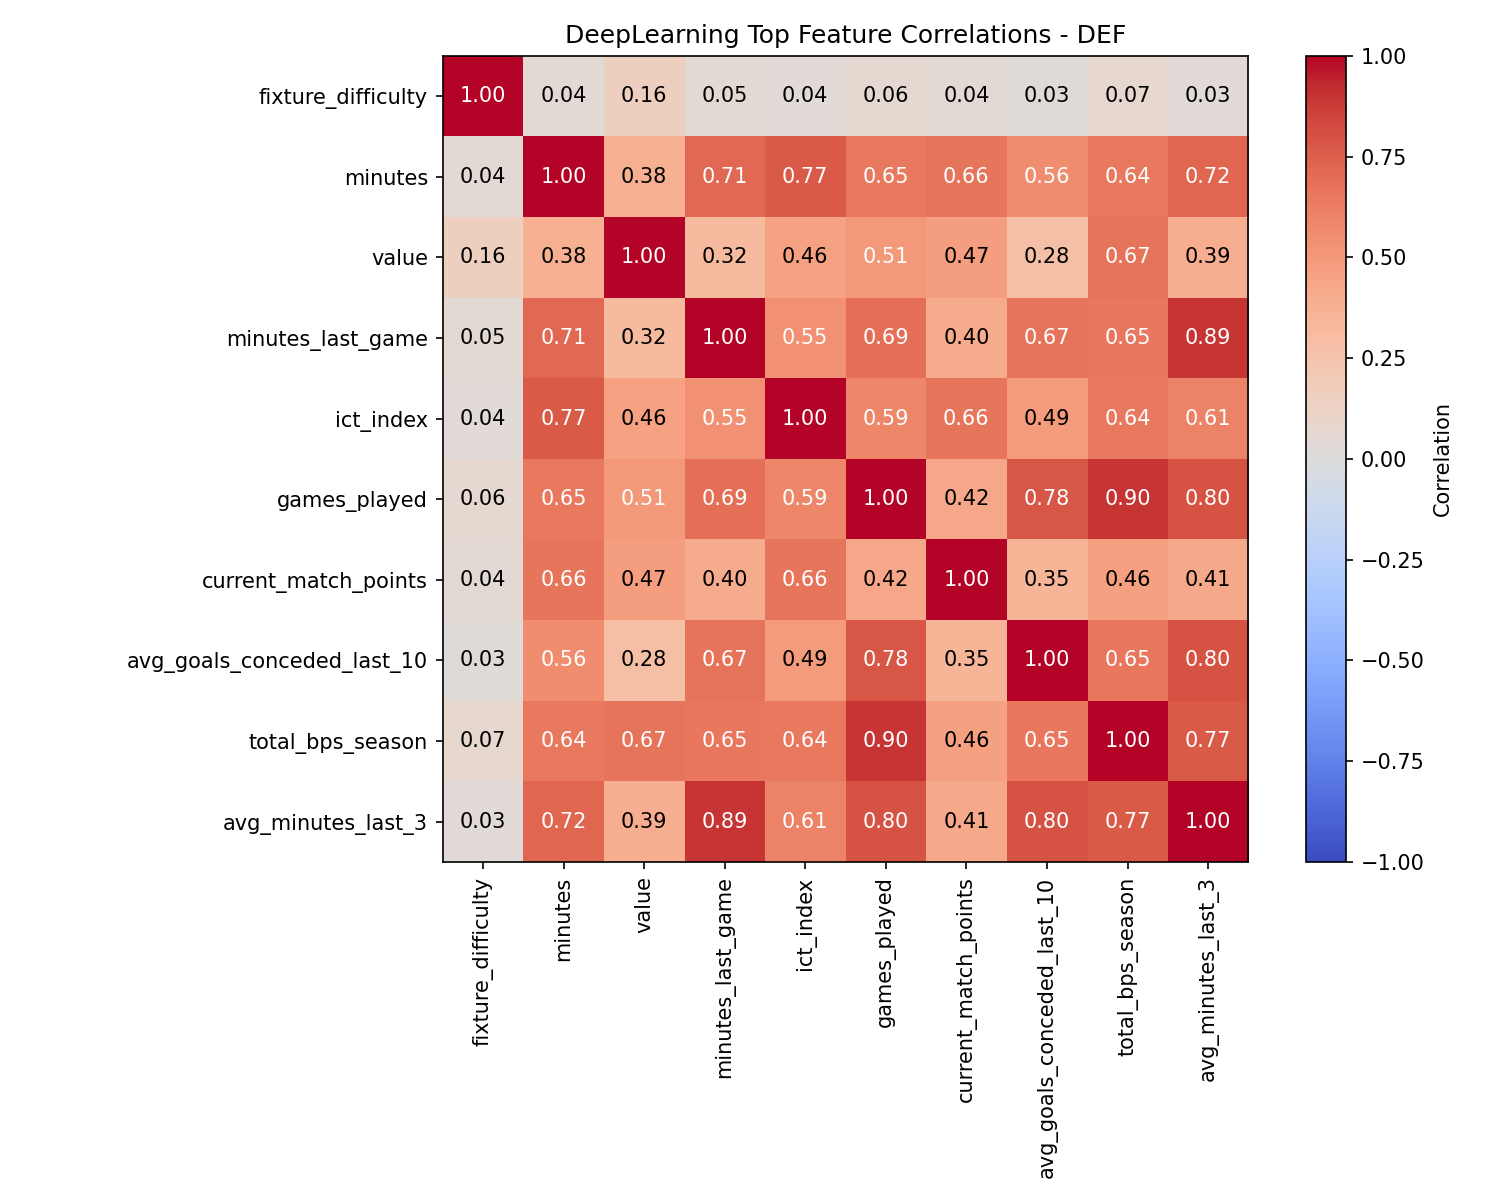 DeepLearning Top Feature Correlations - DEF
fixture_difficulty 1.00 0.04 0.16 0.05 0.04 0.06 0.04 0.03 0.07 0.03
minutes 0.04 1.00 0.38 0.71 0.77 0.65 0.66 0.56 0.64 0.72
value 0.16 0.38 1.00 0.32 0.46 0.51 0.47 0.28 0.67 0.39
minutes_last_game 0.05 0.71 0.32 1.00 0.55 0.69 0.40 0.67 0.65 0.89
ict_index 0.04 0.77 0.46 0.55 1.00 0.59 0.66 0.49 0.64 0.61
games_played 0.06 0.65 0.51 0.69 0.59 1.00 0.42 0.78 0.90 0.80
current_match_points 0.04 0.66 0.47 0.40 0.66 0.42 1.00 0.35 0.46 0.41
avg_goals_conceded_last_10 0.03 0.56 0.28 0.67 0.49 0.78 0.35 1.00 0.65 0.80
total_bps_season 0.07 0.64 0.67 0.65 0.64 0.90 0.46 0.65 1.00 0.77
avg_minutes_last_3 0.03 0.72 0.39 0.89 0.61 0.80 0.41 0.80 0.77 1.00
fixture_difficulty
minutes
value
minutes_last_game
ict_index
games_played
current_match_points
avg_goals_conceded_last_10
total_bps_season
avg_minutes_last_3
1.00
0.75
0.50
0.25
0.00
−0.25
−0.50
−0.75
−1.00
Correlation